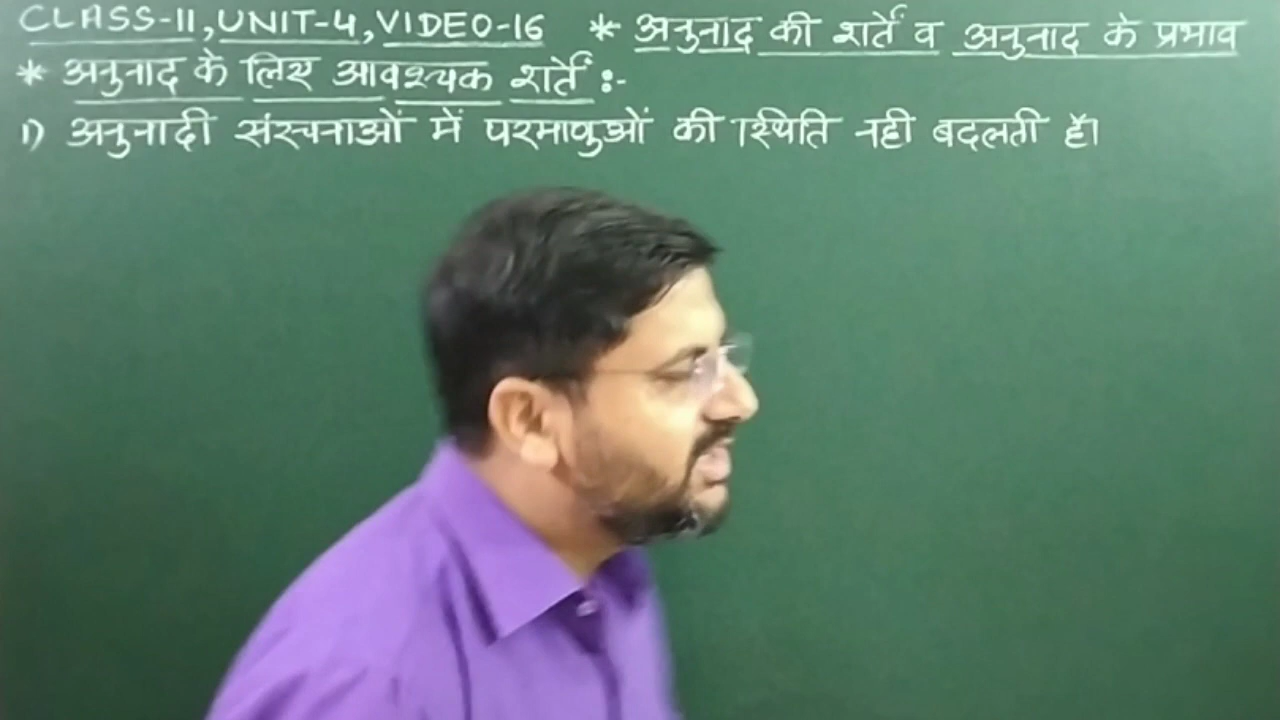 CLASS-11, UNIT-4, VIDEO-16 * अनुनाद की शर्तें व अनुनाद के प्रभाव
* अनुनाद के लिए आवश्यक शर्तें :-
1) अनुनादी संरचनाओं में परमाणुओं की स्थिति नही बदलती हैं।